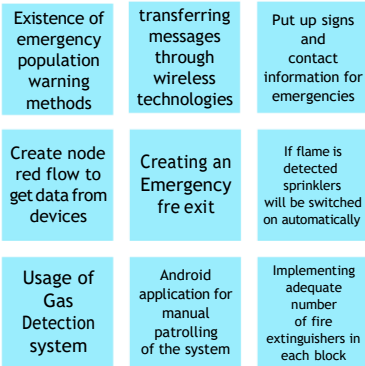 Existence of
emergency
population
warning
methods
transferring
messages
through
wireless
technologies
Put up signs
and
contact
information for
emergencies
Create node
red flow to
get data from
devices
Creating an
Emergency
fre exit
If flame is
detected
sprinklers
will be switched
on automatically
Usage of
Gas
Detection
system
Android
application for
manual
patrolling
of the system
Implementing
adequate
number
of fire
extinguishers in
each block